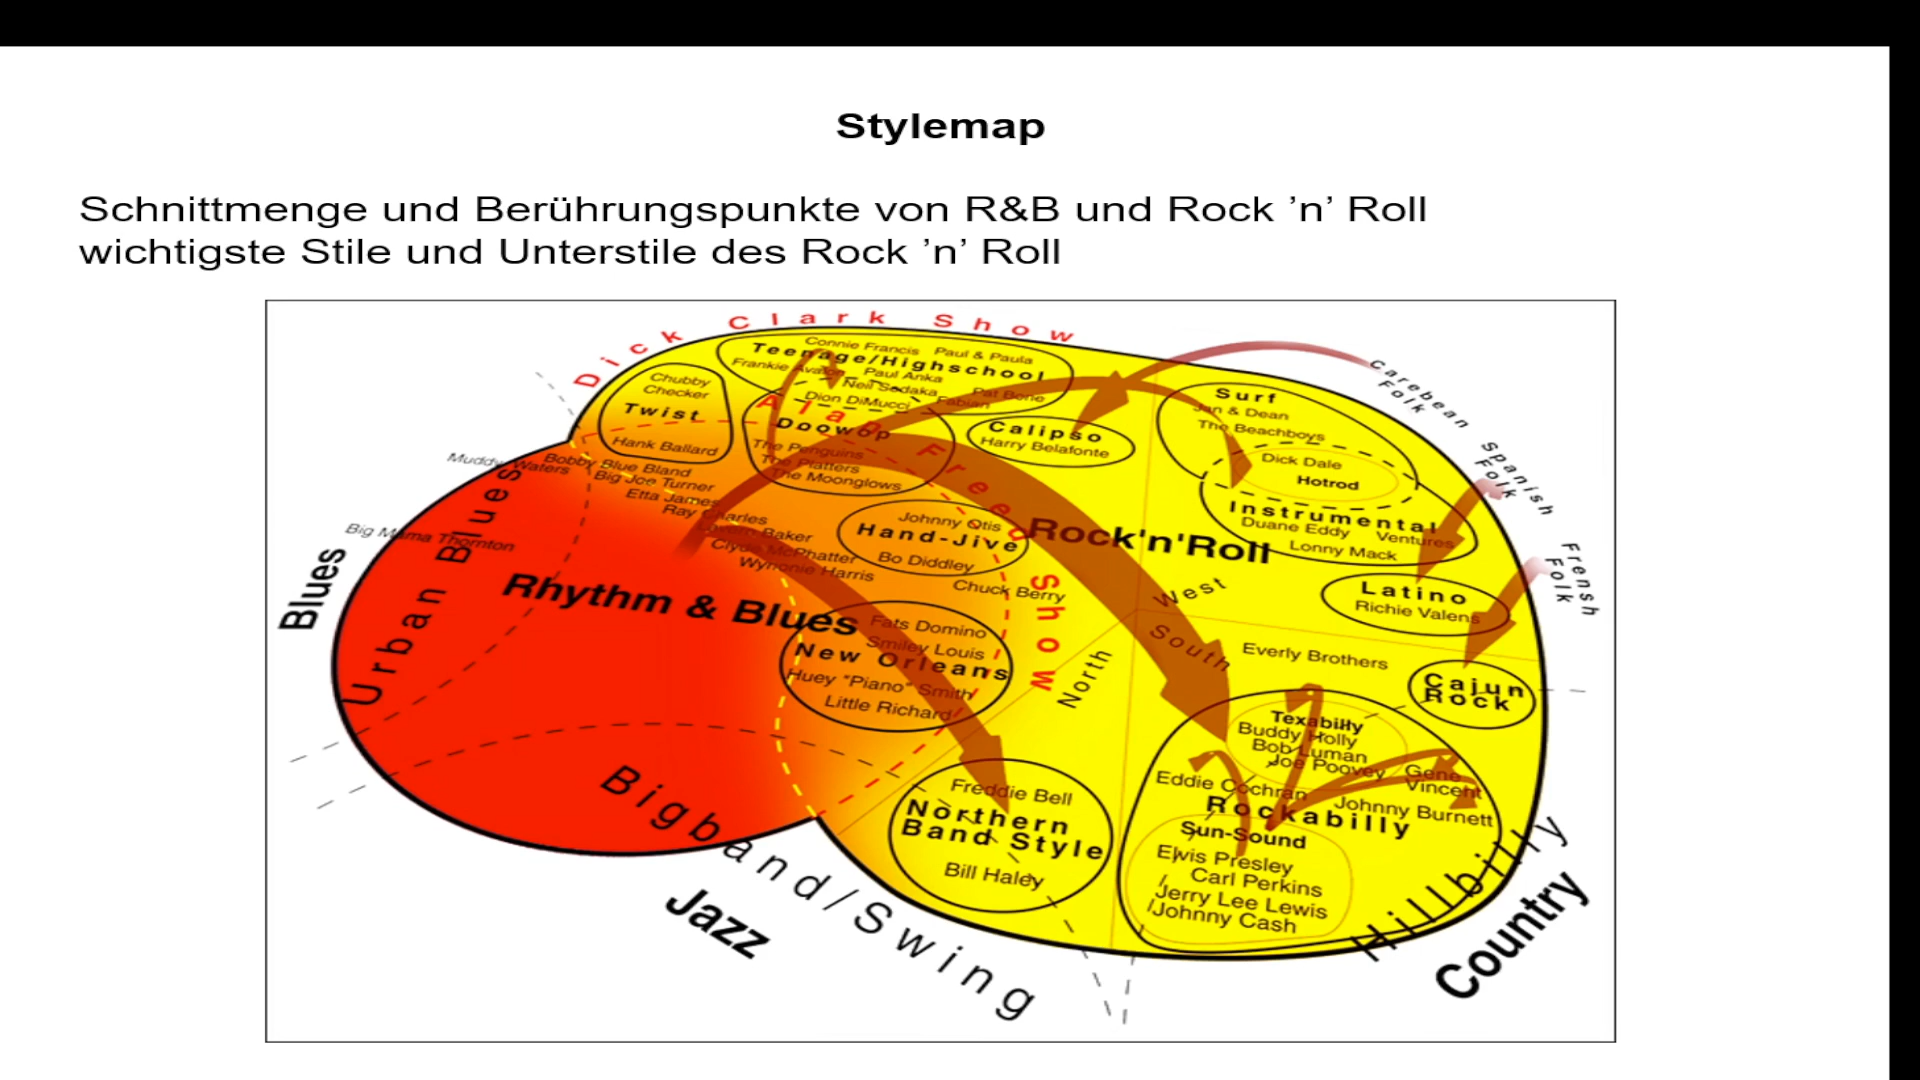 Stylemap
Schnittmenge und Berührungspunkte von R&B und Rock ’n’ Roll
wichtigste Stile und Unterstile des Rock ’n’ Roll
Dick Clark Show
Connie Francis Paul & Paula
Teenage/Highschool
Frankie Avalon Paul Anka
Neil Sedaka Pat Bone
Dion DiMucci Fabian
Chubby
Checker
Twist
Hank Ballard
Alan Freed Show
Doowop
The Penguins
The Platters
The Moonglows
Calipso
Harry Belafonte
Surf
Jan & Dean
The Beachboys
Dick Dale
Hotrod
Instrumental
Duane Eddy Ventures
Lonny Mack
Carebean
Folk
Spanish
Folk
Frensh
Folk
Muddy Waters
Bobby Blue Bland
Big Joe Turner
Etta James
Ray Charles
Lavern Baker
Clyde McPhatter
Wynonie Harris
Big Mama Thornton
Johnny Otis
Hand-Jive
Bo Diddley
Chuck Berry
Rock'n'Roll
Latino
Richie Valens
Blues
Urban Blues
Rhythm & Blues
Fats Domino
Smiley Louis
New Orleans
Huey "Piano" Smith
Little Richard
West
South
North
Everly Brothers
Cajun
Rock
Texabilly
Buddy Holly
Bob Luman
Joe Poovey
Gene
Vincent
Eddie Cochran
Johnny Burnett
Rockabilly
Sun-Sound
Elvis Presley
Carl Perkins
Jerry Lee Lewis
Johnny Cash
Freddie Bell
Northern
Band Style
Bill Haley
Bigband/Swing
Jazz
Hillbilly
Country